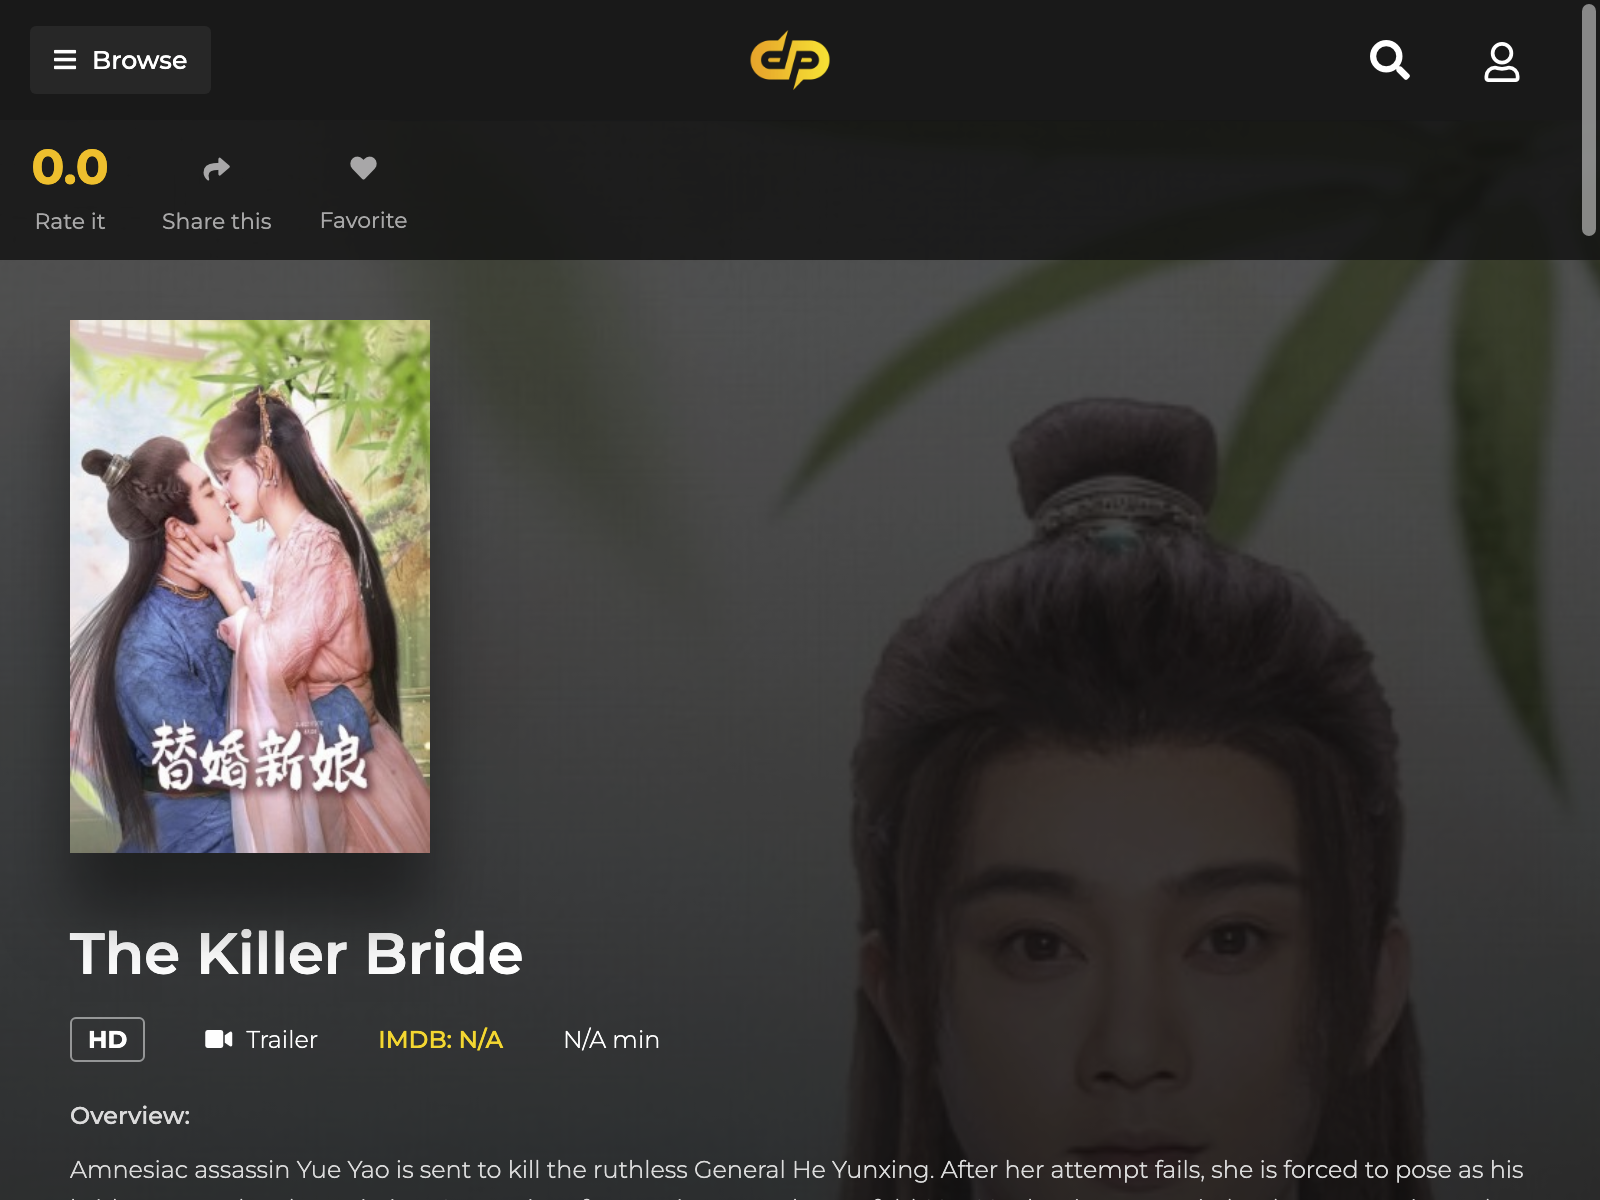 Browse
dp
0.0
Rate it
Share this
Favorite
替婚新娘
The Killer Bride
HD
Trailer
IMDB: N/A
N/A min
Overview:
Amnesiac assassin Yue Yao is sent to kill the ruthless General He Yunxing. After her attempt fails, she is forced to pose as his